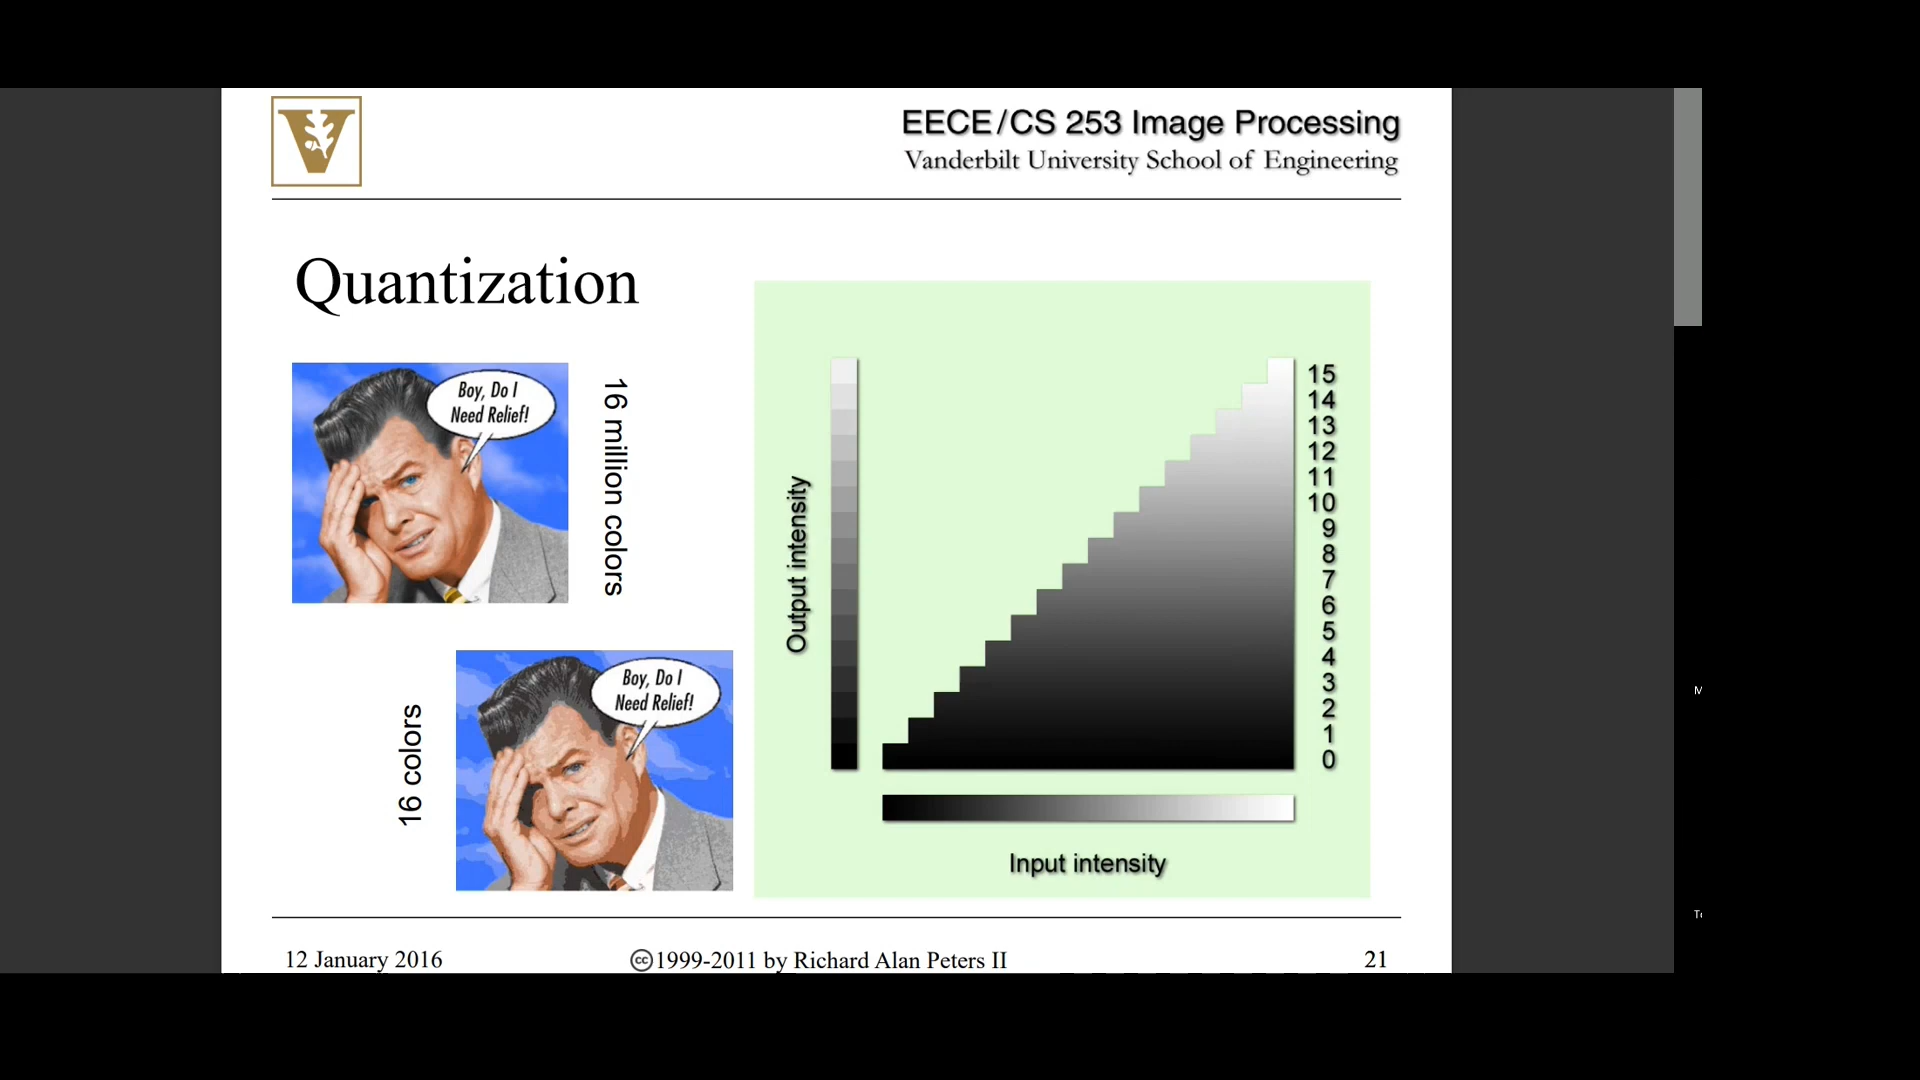 EECE/CS 253 Image Processing
Vanderbilt University School of Engineering
Quantization
Boy, Do I
Need Relief!
16 million colors
Boy, Do I
Need Relief!
16 colors
Output intensity
15
14
13
12
11
10
9
8
7
6
5
4
3
2
1
0
Input intensity
12 January 2016
1999-2011 by Richard Alan Peters II
21